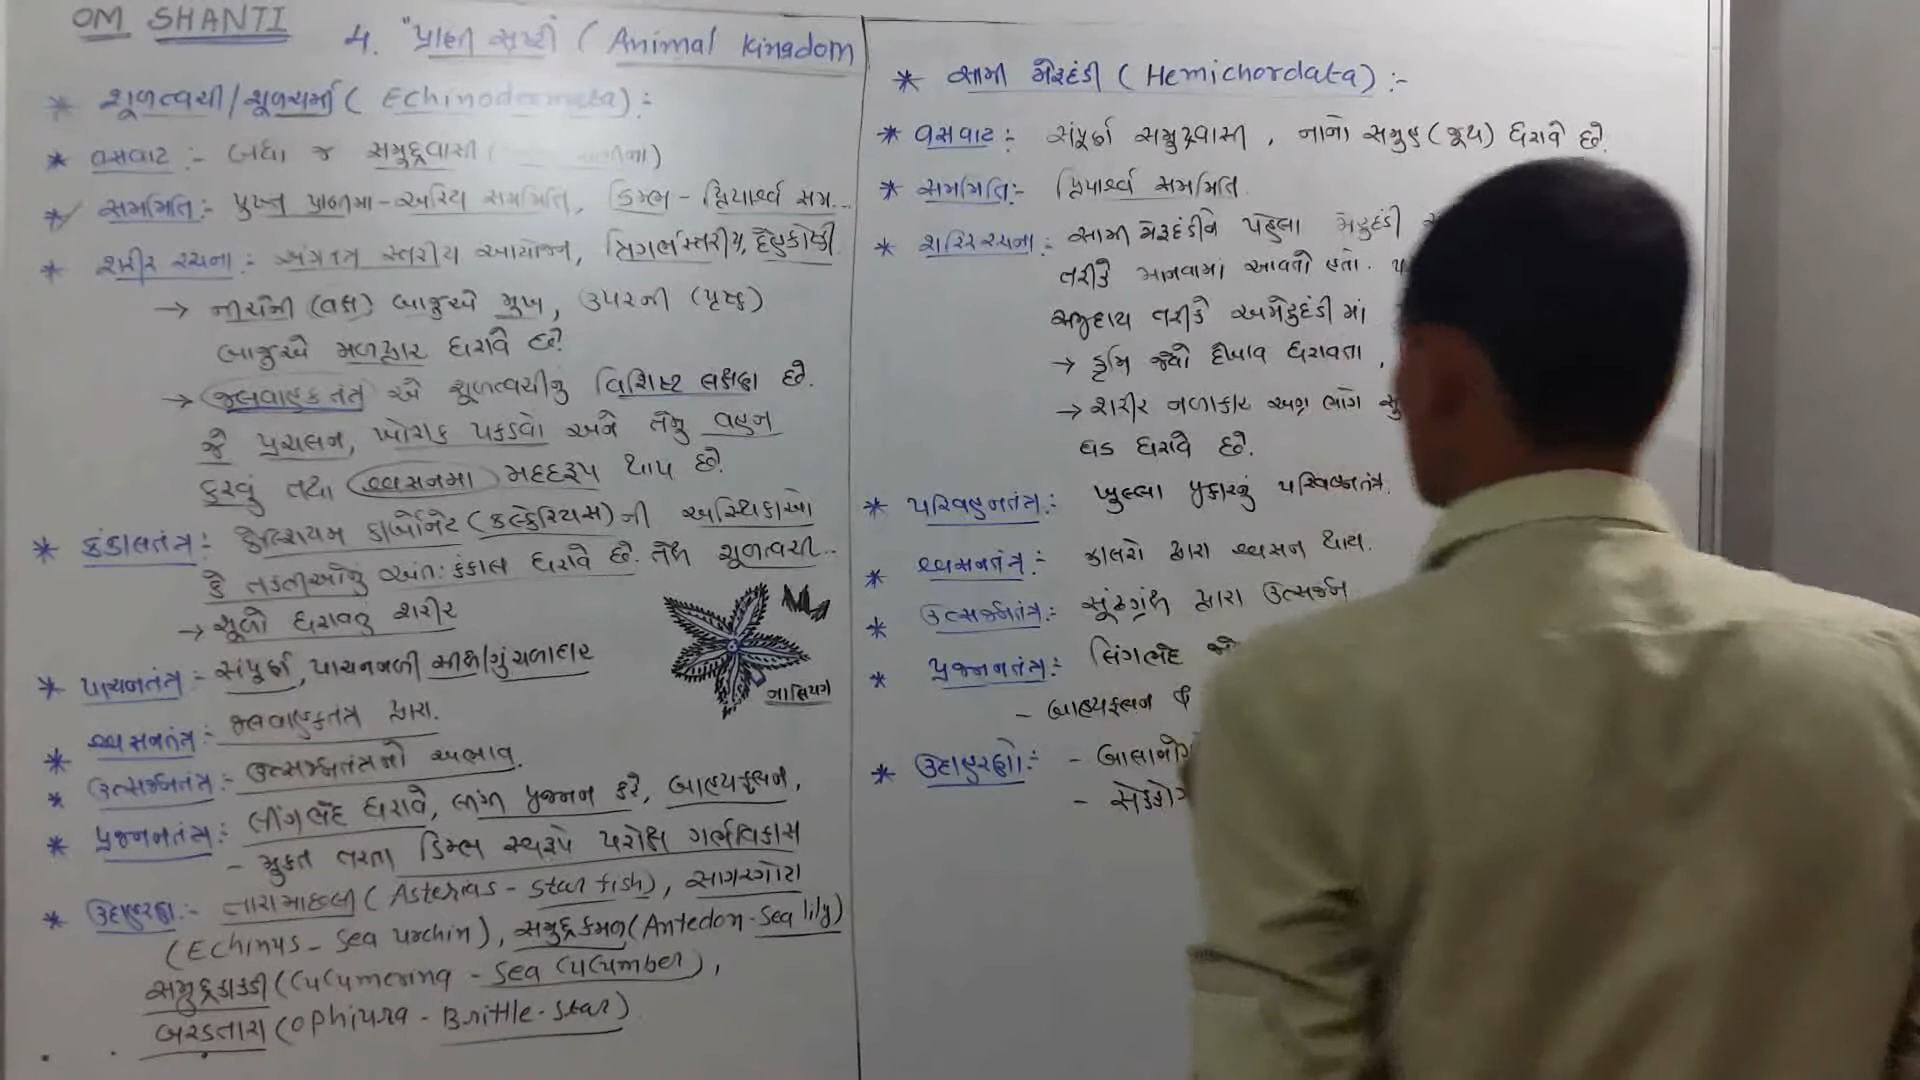 OM SHANTI
4. "પ્રાણી સૃષ્ટી (Animal kingdom
* શૂળત્વચી/શૂળચર્મી (Echinodermata) :-
* વસવાટ :- બધા જ સમુદ્રવાસી (
* સમમિતિ :- પુખ્ત પ્રાણીમા - અરિય સમમિતિ, ડિમ્ભ - દ્વિપાર્શ્વ સમ...
* શરીર રચના :- અંગતંત્ર સ્તરીય આયોજન, ત્રિગર્ભસ્તરીય, દેહકોષ્ઠી
→ નીચેની (વક્ષ) બાજુએ મુખ, ઉપરની (પૃષ્ઠ)
બાજુએ મળદ્વાર ધરાવે છે.
→ જલવાહકતંત્ર એ શૂળત્વચીનુ વિશિષ્ટ લક્ષણ છે.
જે પ્રચલન, ખોરાક પકડવો અને તેનુ વહન
કરવું તથા શ્વસનમા મદદરૂપ થાય છે.
* કંકાલતંત્ર :- કેલ્શિયમ કાર્બોનેટ (કેલ્કેરિયસ) ની અસ્થિકાઓ
કે તકતીઓનું અંત: કંકાલ ધરાવે છે. તેથી શૂળત્વચી...
→ શૂળો ધરાવતુ શરીર
* પાચનતંત્ર :- સંપૂર્ણ, પાચનનળી સીધી/ગુંચળાદાર
* શ્વસનતંત્ર :- જલવાહકતંત્ર દ્વારા.
* ઉત્સર્જનતંત્ર :- ઉત્સર્જનતંત્રનો અભાવ.
* પ્રજનનતંત્ર :- લીંગભેદ ધરાવે, લીંગી પ્રજનન કરે, બાહ્યફલન,
- મુક્ત તરતા ડિમ્ભ સ્વરૂપે પરોક્ષ ગર્ભવિકાસ
* ઉદાહરણ :- તારામાછલી (Asterias - Star fish), સાગરગોટા
(Echinus - Sea urchin), સમુદ્રકમળ (Antedon - Sea lily)
સમુદ્રકાકડી (Cucumering - Sea Cucumber),
બરડતારા (Ophiura - Brittle - Star)
* સામી મેરૂદંડી (Hemichordata) :-
* વસવાટ :- સંપૂર્ણ સમુદ્રવાસી, નાનો સમુહ (જૂથ) ધરાવે છે.
* સમમિતિ :- દ્વિપાર્શ્વ સમમિતિ
* શરિરરચના :- સામી મેરૂદંડીને પહેલા મેરુદંડી
તરીકે માનવામાં આવતો હતો.
સમુદાય તરીકે અમેરુદંડી માં
→ કૃમિ જેવો દેખાવ ધરાવતા,
→ શરીર નળાકાર અગ્ર ભાગ
ધડ ધરાવે છે.
* પરિવહનતંત્ર :- ખુલ્લા પ્રકારનું પરિવહનતંત્ર.
* શ્વસનતંત્ર :- ઝાલરો દ્વારા શ્વસન થાય.
* ઉત્સર્જનતંત્ર :- સૂંઢગ્રંથિ દ્વારા ઉત્સર્જન
* પ્રજનનતંત્ર :- લિંગભેદ
- બાહ્યફલન
* ઉદાહરણો :-